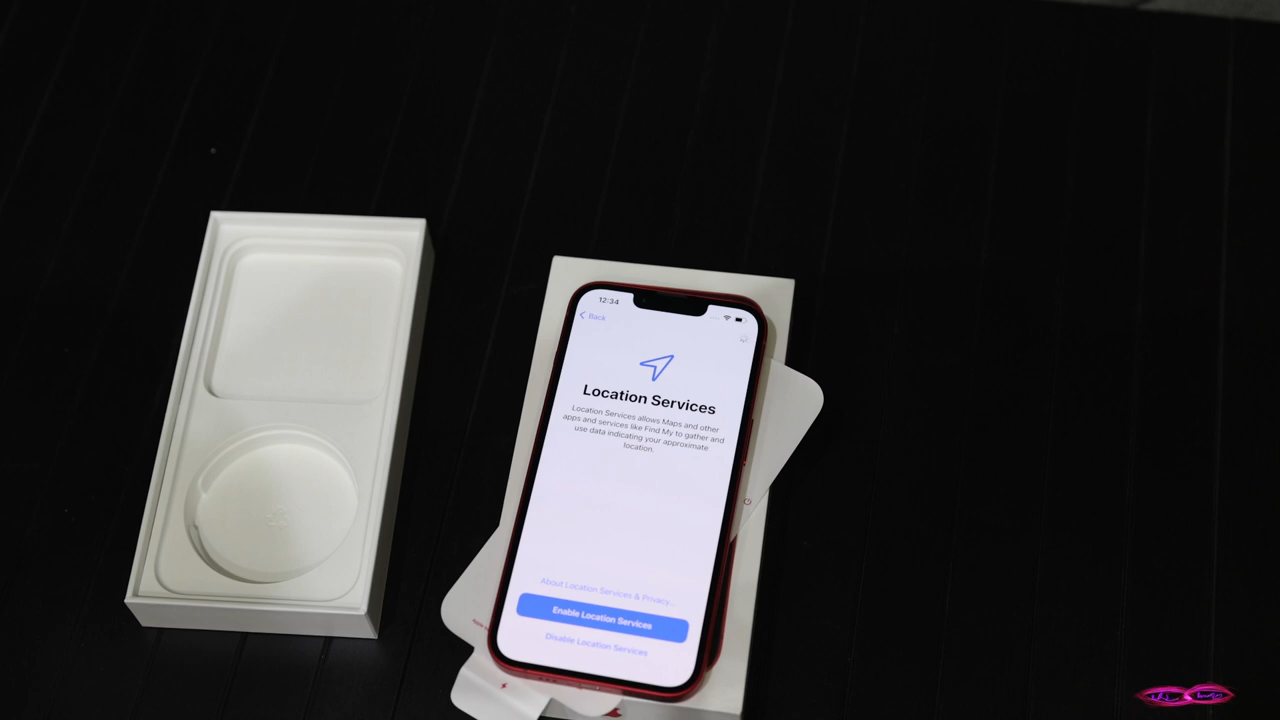 12:34
Back
Location Services
Location Services allows Maps and other
apps and services like Find My to gather and
use data indicating your approximate
location.
About Location Services & Privacy...
Enable Location Services
Disable Location Services